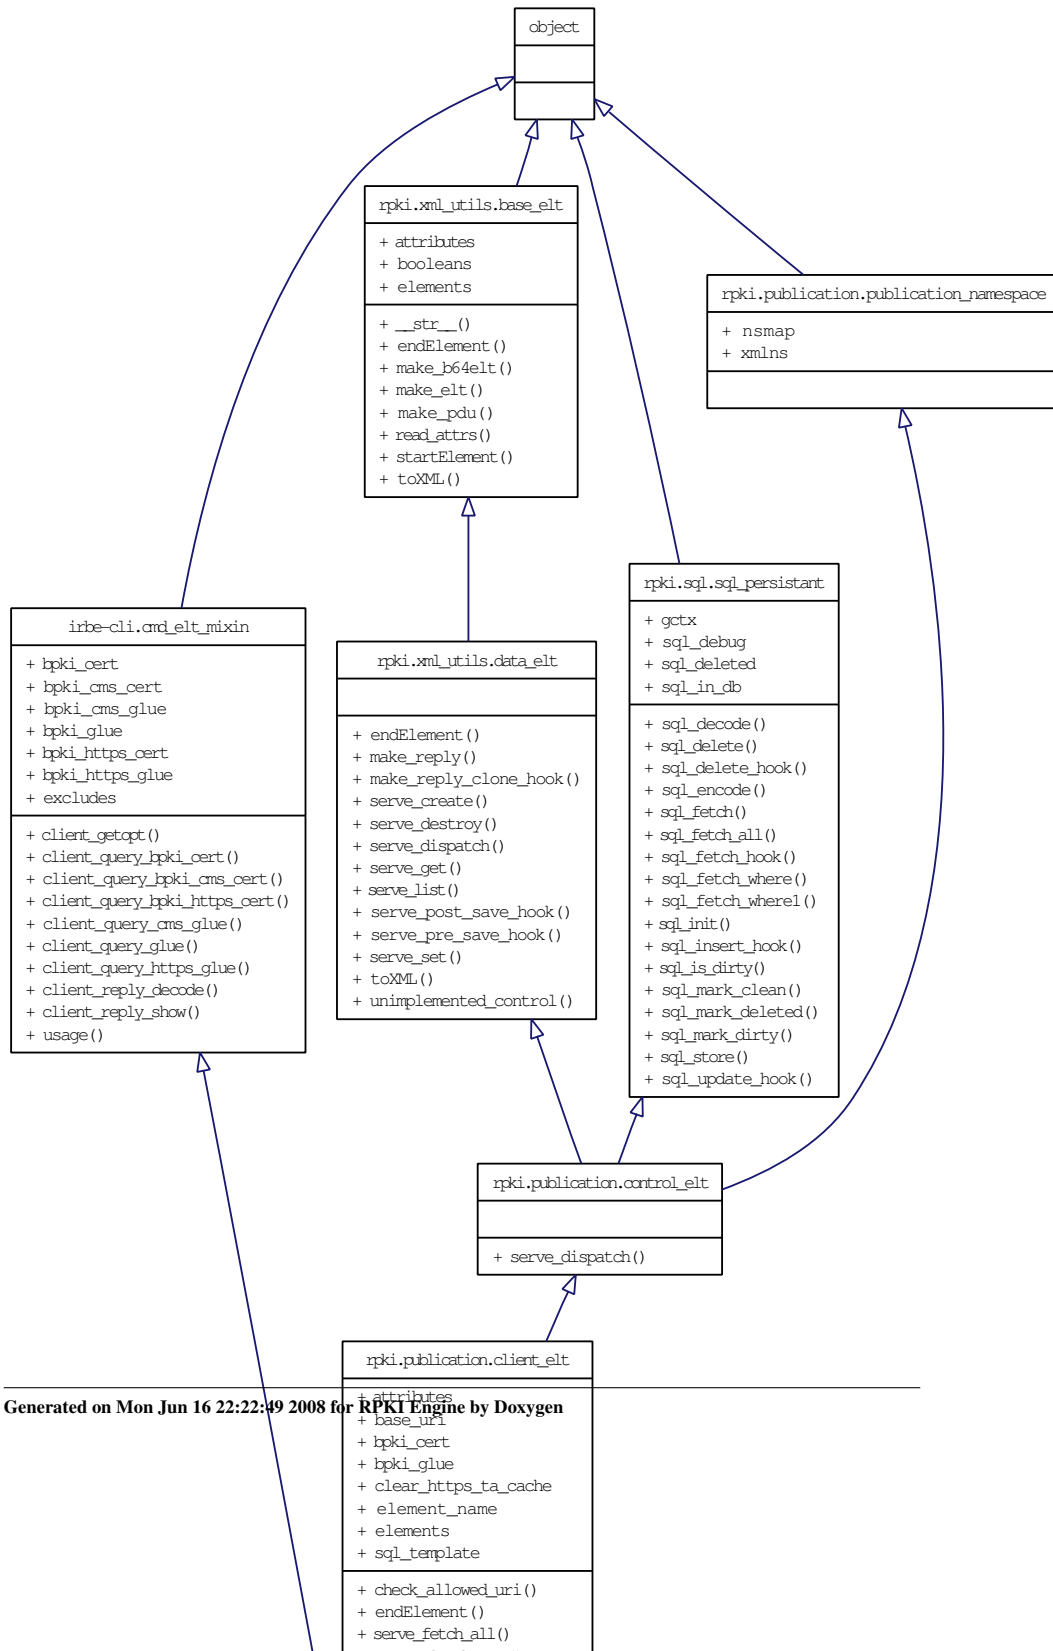 object
rpki.xml_utils.base_elt
+ attributes
+ booleans
+ elements
+ __str__()
+ endElement()
+ make_b64elt()
+ make_elt()
+ make_pdu()
+ read_attrs()
+ startElement()
+ toXML()
rpki.publication.publication_namespace
+ nsmap
+ xmlns
rpki.sql.sql_persistant
+ gctx
+ sql_debug
+ sql_deleted
+ sql_in_db
+ sql_decode()
+ sql_delete()
+ sql_delete_hook()
+ sql_encode()
+ sql_fetch()
+ sql_fetch_all()
+ sql_fetch_hook()
+ sql_fetch_where()
+ sql_fetch_where1()
+ sql_init()
+ sql_insert_hook()
+ sql_is_dirty()
+ sql_mark_clean()
+ sql_mark_deleted()
+ sql_mark_dirty()
+ sql_store()
+ sql_update_hook()
irbe-cli.cmd_elt_mixin
+ bpki_cert
+ bpki_cms_cert
+ bpki_cms_glue
+ bpki_glue
+ bpki_https_cert
+ bpki_https_glue
+ excludes
+ client_getopt()
+ client_query_bpki_cert()
+ client_query_bpki_cms_cert()
+ client_query_bpki_https_cert()
+ client_query_cms_glue()
+ client_query_glue()
+ client_query_https_glue()
+ client_reply_decode()
+ client_reply_show()
+ usage()
rpki.xml_utils.data_elt
+ endElement()
+ make_reply()
+ make_reply_clone_hook()
+ serve_create()
+ serve_destroy()
+ serve_dispatch()
+ serve_get()
+ serve_list()
+ serve_post_save_hook()
+ serve_pre_save_hook()
+ serve_set()
+ toXML()
+ unimplemented_control()
rpki.publication.control_elt
+ serve_dispatch()
rpki.publication.client_elt
+ attributes
Generated on Mon Jun 16 22:22:49 2008 for RPKI Engine by Doxygen
+ base_uri
+ bpki_cert
+ bpki_glue
+ clear_https_ta_cache
+ element_name
+ elements
+ sql_template
+ check_allowed_uri()
+ endElement()
+ serve_fetch_all()